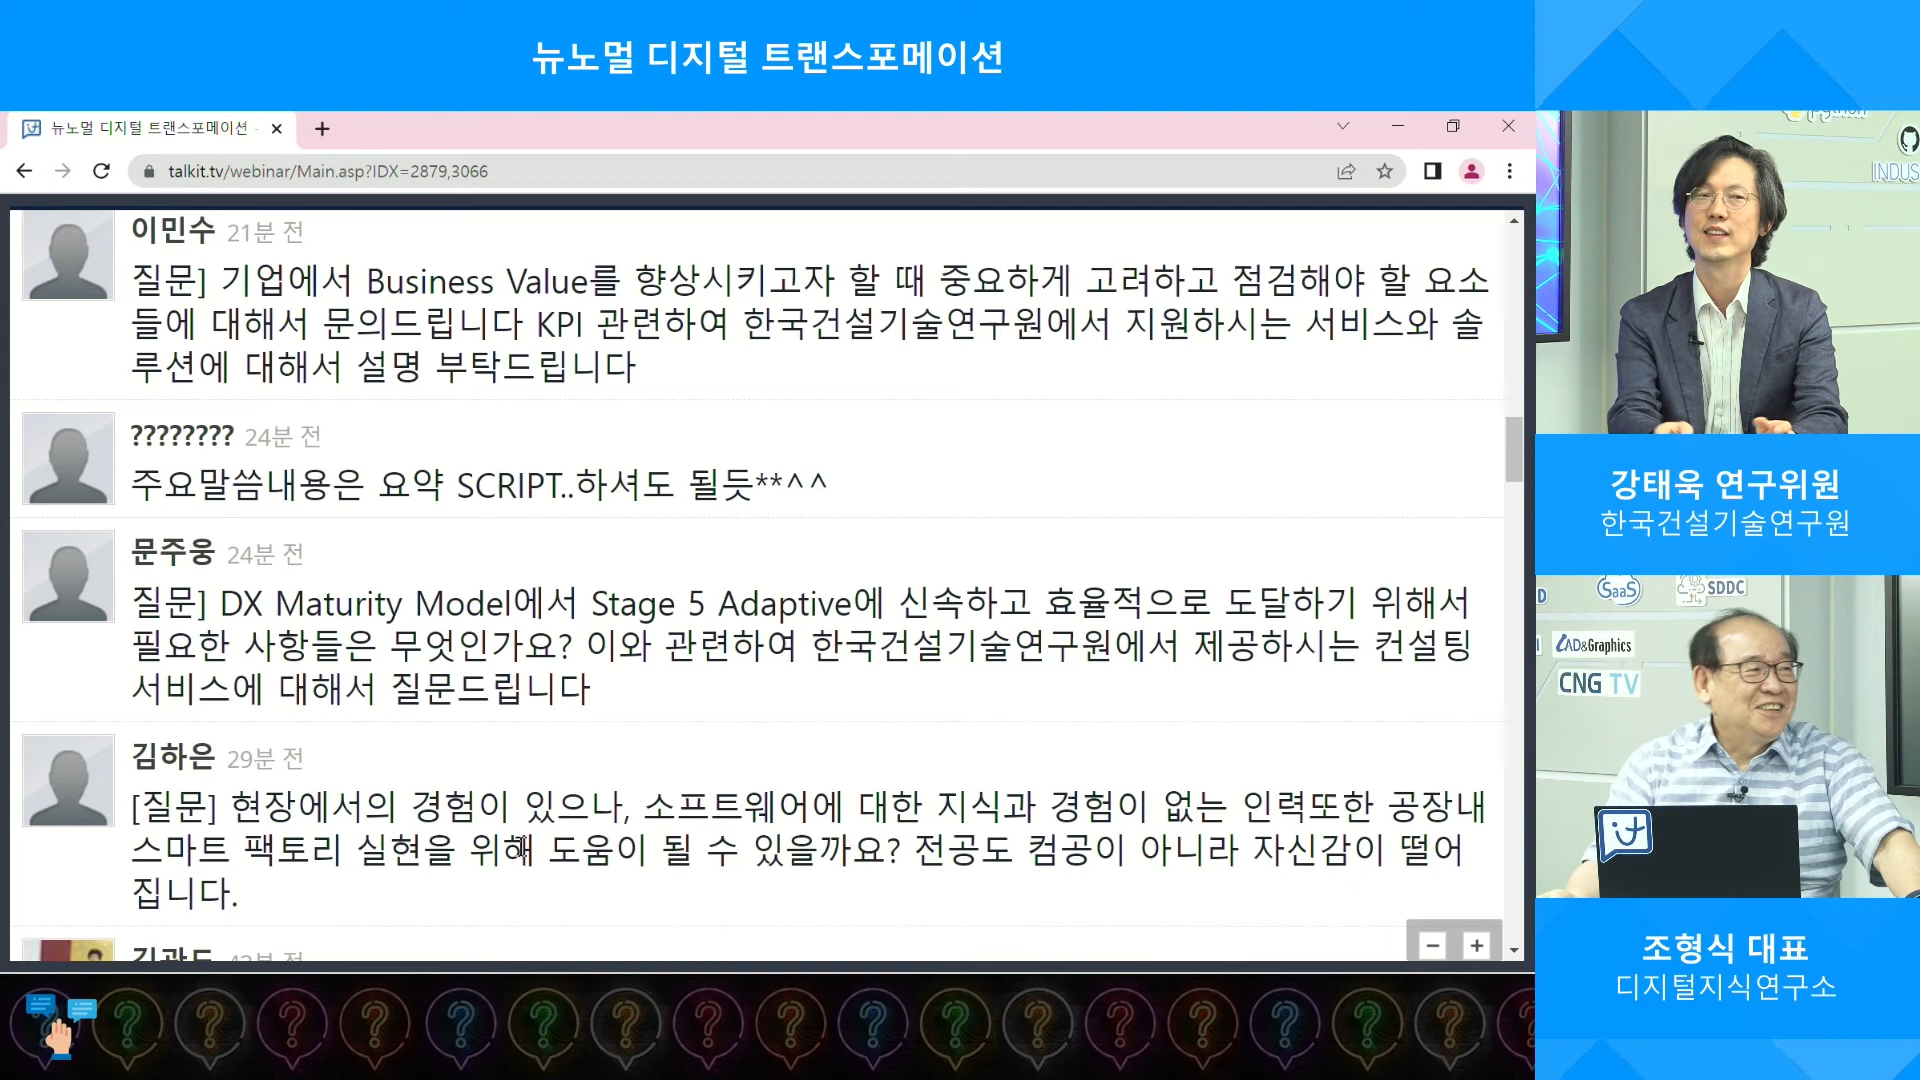 뉴노멀 디지털 트랜스포메이션
뉴노멀 디지털 트랜스포메이션 -
talkit.tv/webinar/Main.asp?IDX=2879,3066
이민수 21분 전
질문] 기업에서 Business Value를 향상시키고자 할 때 중요하게 고려하고 점검해야 할 요소
들에 대해서 문의드립니다 KPI 관련하여 한국건설기술연구원에서 지원하시는 서비스와 솔
루션에 대해서 설명 부탁드립니다
???????? 24분 전
주요말씀내용은 요약 SCRIPT..하셔도 될듯**^^
문주웅 24분 전
질문] DX Maturity Model에서 Stage 5 Adaptive에 신속하고 효율적으로 도달하기 위해서
필요한 사항들은 무엇인가요? 이와 관련하여 한국건설기술연구원에서 제공하시는 컨설팅
서비스에 대해서 질문드립니다
김하은 29분 전
[질문] 현장에서의 경험이 있으나, 소프트웨어에 대한 지식과 경험이 없는 인력또한 공장내
스마트 팩토리 실현을 위해 도움이 될 수 있을까요? 전공도 컴공이 아니라 자신감이 떨어
집니다.
python
INDUS
강태욱 연구위원
한국건설기술연구원
SaaS
SDDC
CAD&Graphics
CNG TV
it
조형식 대표
디지털지식연구소